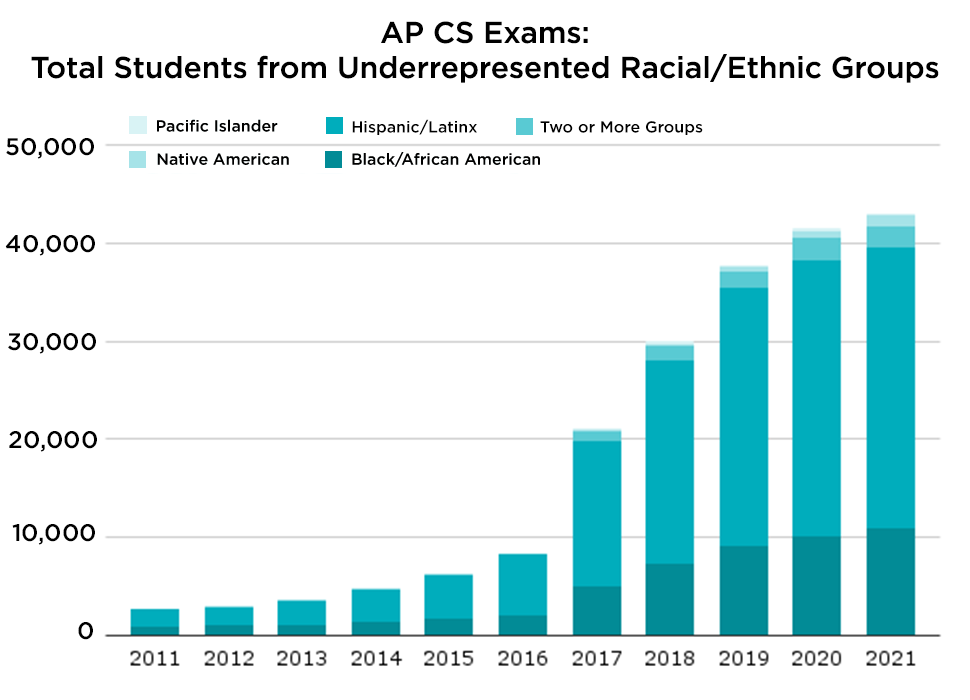 AP CS Exams:
Total Students from Underrepresented Racial/Ethnic Groups
Pacific Islander Hispanic/Latinx Two or More Groups
Native American Black/African American
50,000
40,000
30,000
20,000
10,000
0
2011 2012 2013 2014 2015 2016 2017 2018 2019 2020 2021